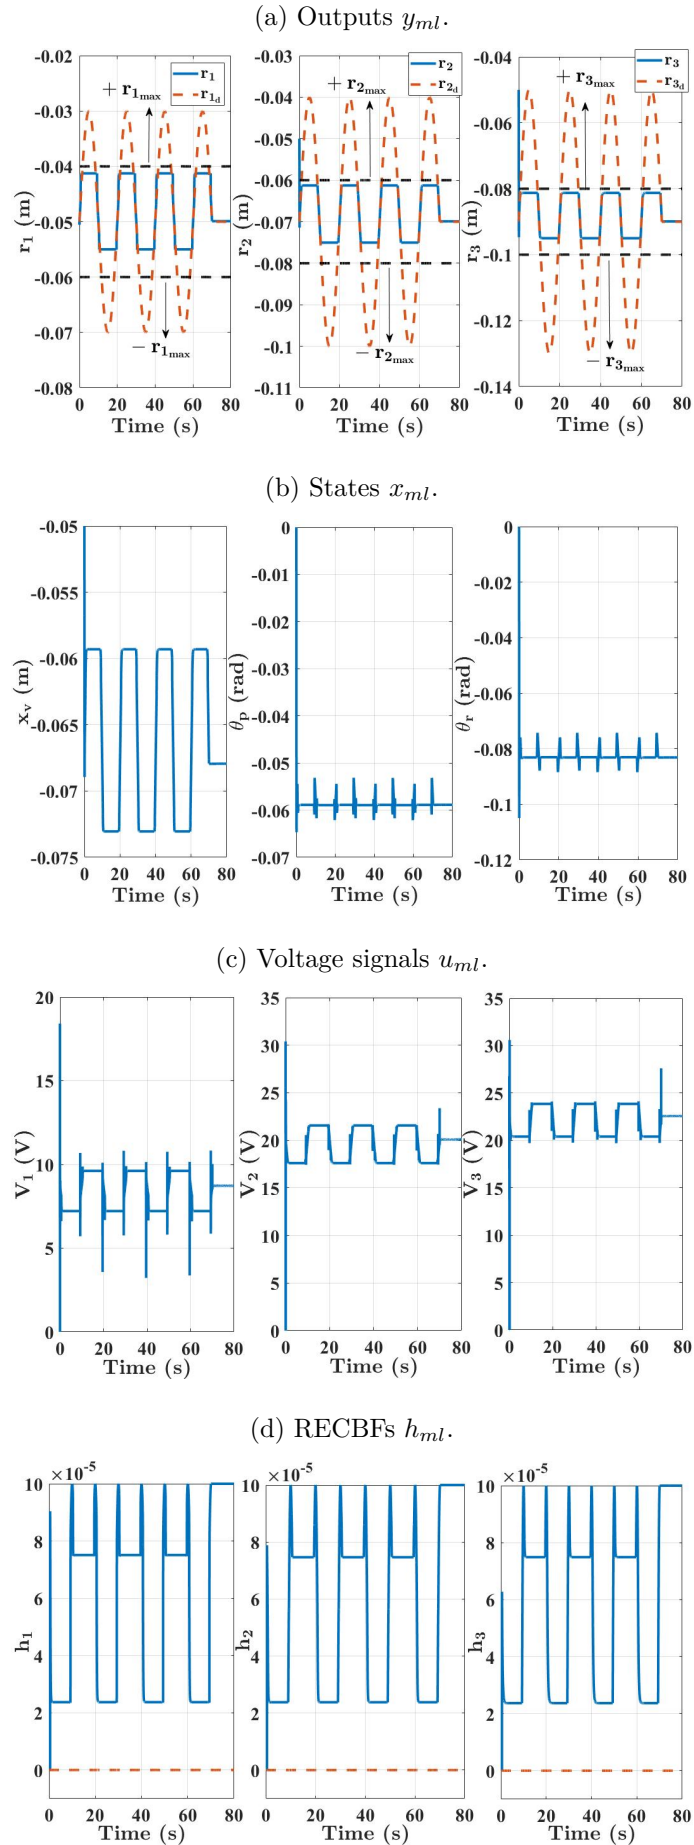 (a) Outputs y_ml.
-0.02
-0.03
-0.04
-0.05
-0.06
-0.07
-0.08
r1 (m)
+ r1max
− r1max
r1
r1d
0 20 40 60 80
Time (s)
-0.03
-0.04
-0.05
-0.06
-0.07
-0.08
-0.09
-0.1
-0.11
r2 (m)
+ r2max
− r2max
r2
r2d
0 20 40 60 80
Time (s)
-0.04
-0.06
-0.08
-0.1
-0.12
-0.14
r3 (m)
+ r3max
− r3max
r3
r3d
0 20 40 60 80
Time (s)
(b) States x_ml.
-0.05
-0.055
-0.06
-0.065
-0.07
-0.075
xv (m)
0 20 40 60 80
Time (s)
0
-0.01
-0.02
-0.03
-0.04
-0.05
-0.06
-0.07
θp (rad)
0 20 40 60 80
Time (s)
0
-0.02
-0.04
-0.06
-0.08
-0.1
-0.12
θr (rad)
0 20 40 60 80
Time (s)
(c) Voltage signals u_ml.
20
15
10
5
0
V1 (V)
0 20 40 60 80
Time (s)
35
30
25
20
15
10
5
0
V2 (V)
0 20 40 60 80
Time (s)
35
30
25
20
15
10
5
0
V3 (V)
0 20 40 60 80
Time (s)
(d) RECBFs h_ml.
×10-5
10
8
6
4
2
0
h1
0 20 40 60 80
Time (s)
×10-5
10
8
6
4
2
0
h2
0 20 40 60 80
Time (s)
×10-5
10
8
6
4
2
0
h3
0 20 40 60 80
Time (s)